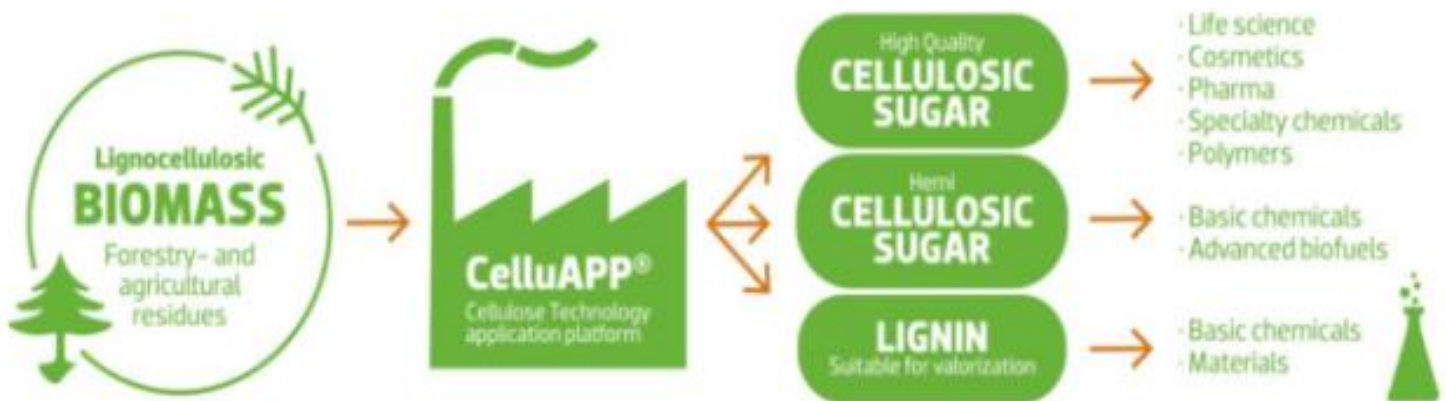 Lignocellulosic
BIOMASS
Forestry- and
agricultural
residues
CelluAPP®
Cellulose Technology
application platform
High Quality
CELLULOSIC
SUGAR
· Life science
· Cosmetics
· Pharma
· Specialty chemicals
· Polymers
Hemi
CELLULOSIC
SUGAR
· Basic chemicals
· Advanced biofuels
LIGNIN
Suitable for valorization
· Basic chemicals
· Materials